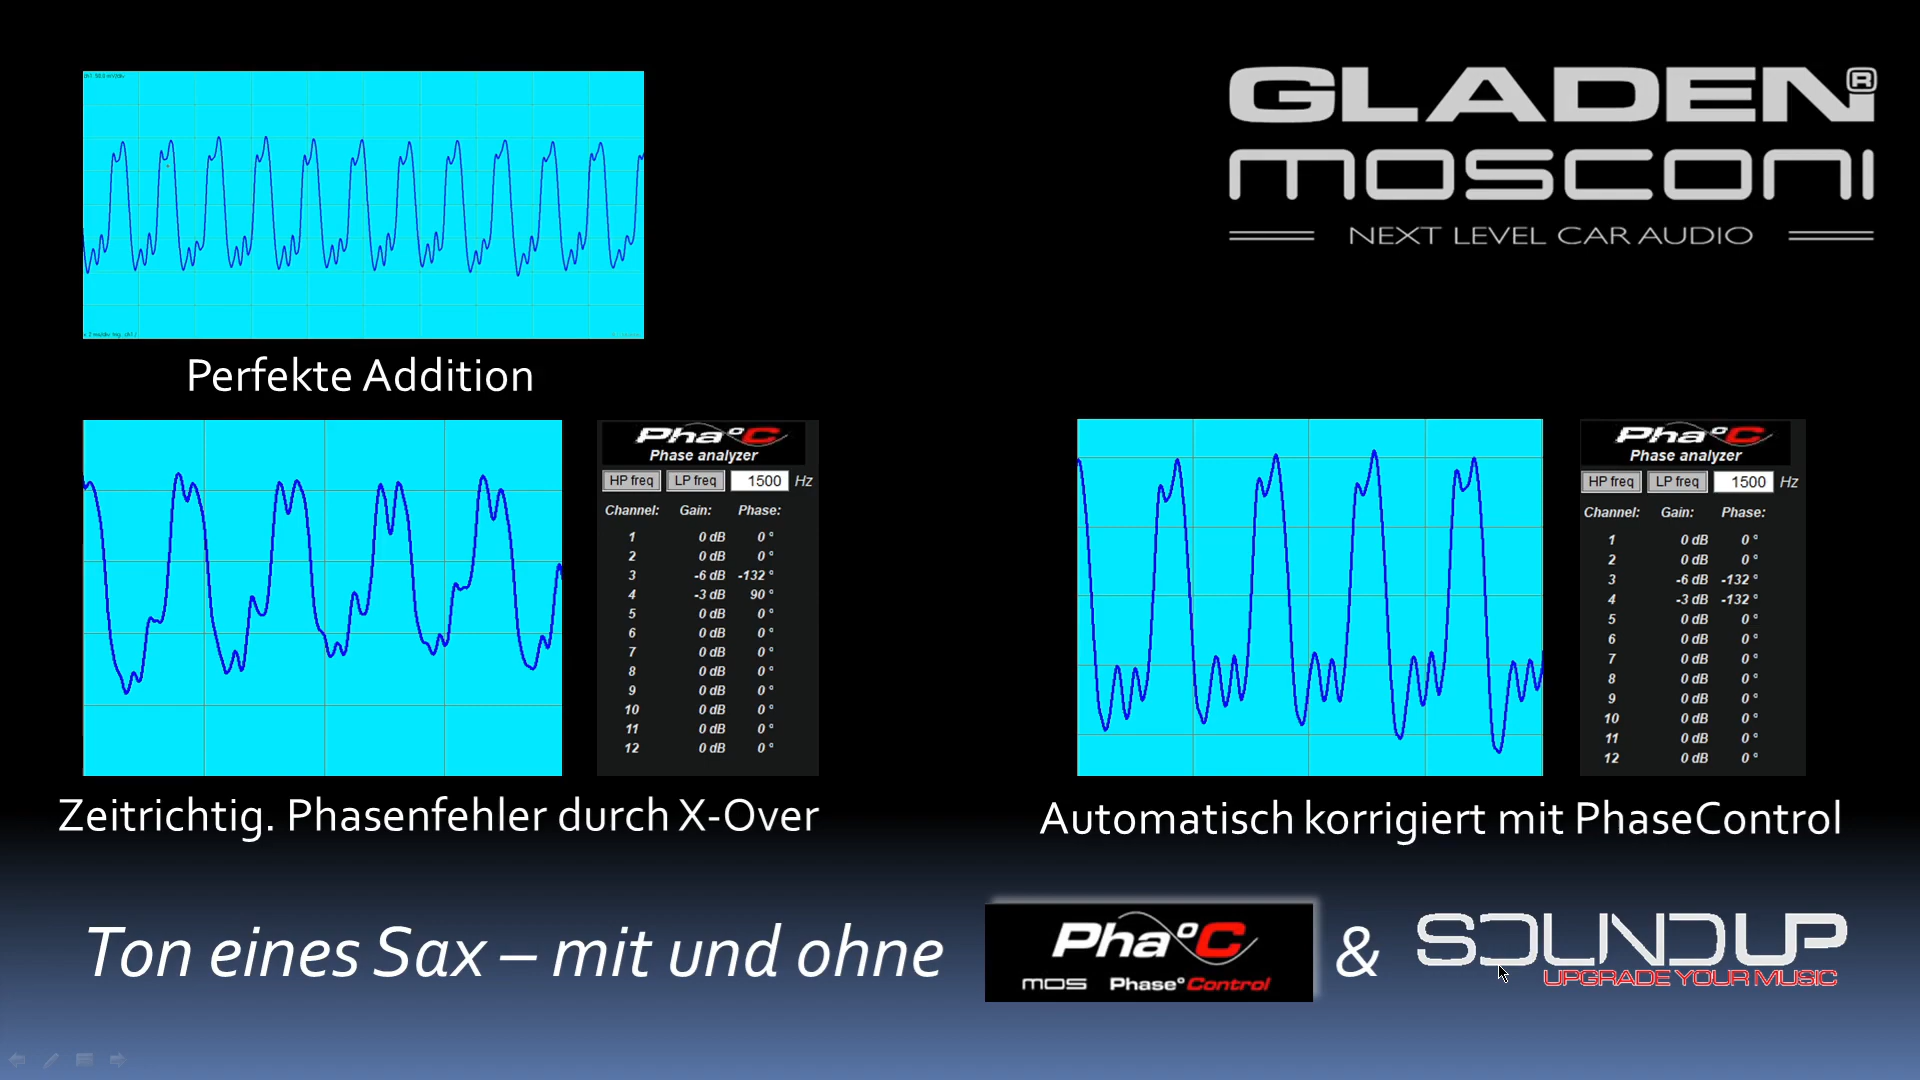 GLADEN®
MOSCONI
NEXT LEVEL CAR AUDIO
Perfekte Addition
Pha°C
Phase analyzer
HP freq LP freq 1500 Hz
Channel: Gain: Phase:
1 0 dB 0 °
2 0 dB 0 °
3 -6 dB -132 °
4 -3 dB 90 °
5 0 dB 0 °
6 0 dB 0 °
7 0 dB 0 °
8 0 dB 0 °
9 0 dB 0 °
10 0 dB 0 °
11 0 dB 0 °
12 0 dB 0 °
Zeitrichtig. Phasenfehler durch X-Over
Pha°C
Phase analyzer
HP freq LP freq 1500 Hz
Channel: Gain: Phase:
1 0 dB 0 °
2 0 dB 0 °
3 -6 dB -132 °
4 -3 dB -132 °
5 0 dB 0 °
6 0 dB 0 °
7 0 dB 0 °
8 0 dB 0 °
9 0 dB 0 °
10 0 dB 0 °
11 0 dB 0 °
12 0 dB 0 °
Automatisch korrigiert mit PhaseControl
Ton eines Sax – mit und ohne
Pha°C
MOS Phase°Control
&
SOUNDUP
UPGRADE YOUR MUSIC